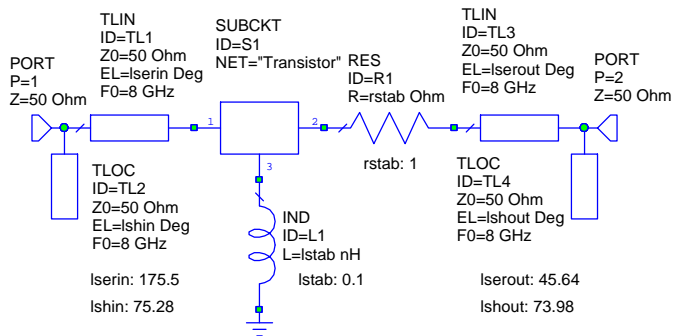 TLIN
ID=TL1
Z0=50 Ohm
EL=lserin Deg
F0=8 GHz
SUBCKT
ID=S1
NET="Transistor"
RES
ID=R1
R=rstab Ohm
TLIN
ID=TL3
Z0=50 Ohm
EL=lserout Deg
F0=8 GHz
PORT
P=1
Z=50 Ohm
PORT
P=2
Z=50 Ohm
1
2
3
rstab: 1
TLOC
ID=TL2
Z0=50 Ohm
EL=lshin Deg
F0=8 GHz
TLOC
ID=TL4
Z0=50 Ohm
EL=lshout Deg
F0=8 GHz
IND
ID=L1
L=lstab nH
lserin: 175.5
lstab: 0.1
lserout: 45.64
lshin: 75.28
lshout: 73.98